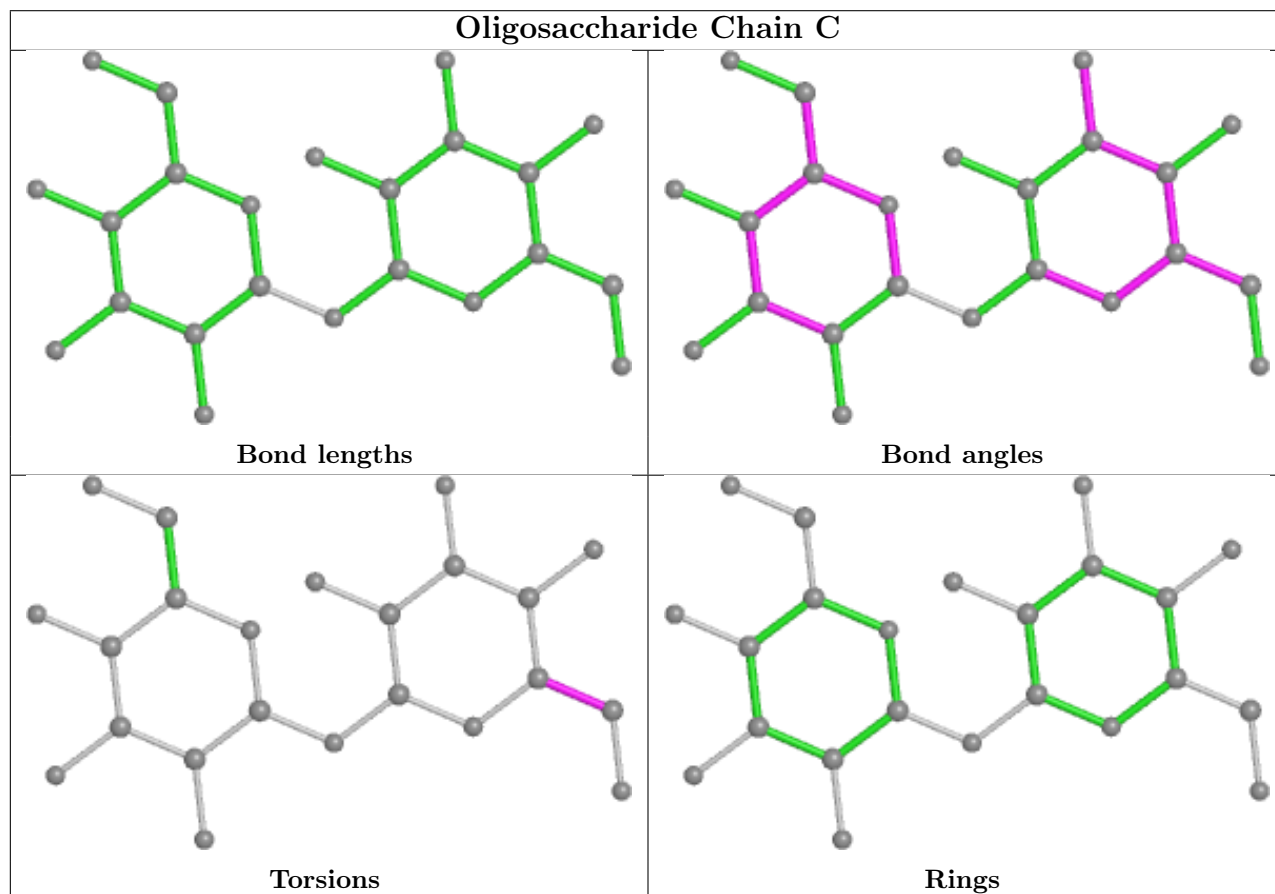 Oligosaccharide Chain C
Bond lengths
Bond angles
Torsions
Rings